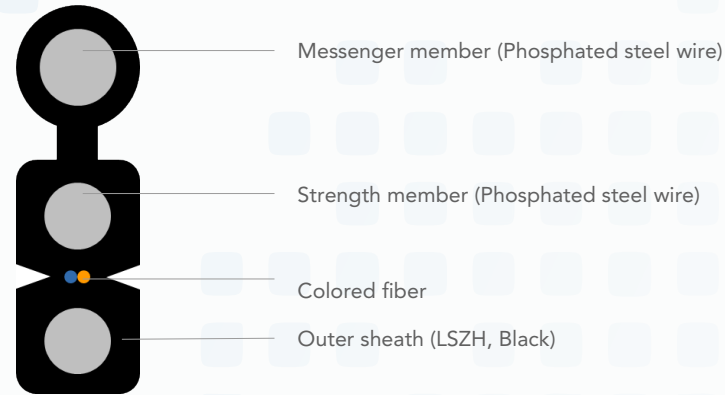 Messenger member (Phosphated steel wire)
Strength member (Phosphated steel wire)
Colored fiber
Outer sheath (LSZH, Black)